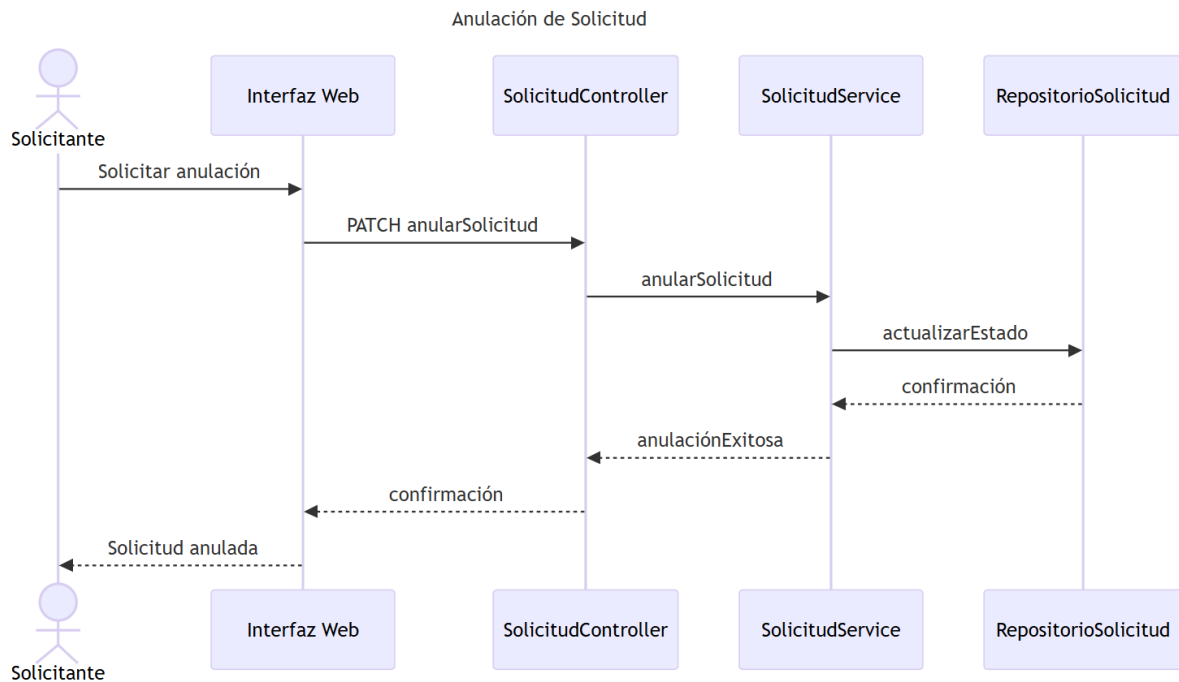 Anulación de Solicitud
Solicitante
Interfaz Web
SolicitudController
SolicitudService
RepositorioSolicitud
Solicitar anulación
PATCH anularSolicitud
anularSolicitud
actualizarEstado
confirmación
anulaciónExitosa
confirmación
Solicitud anulada
Solicitante
Interfaz Web
SolicitudController
SolicitudService
RepositorioSolicitud